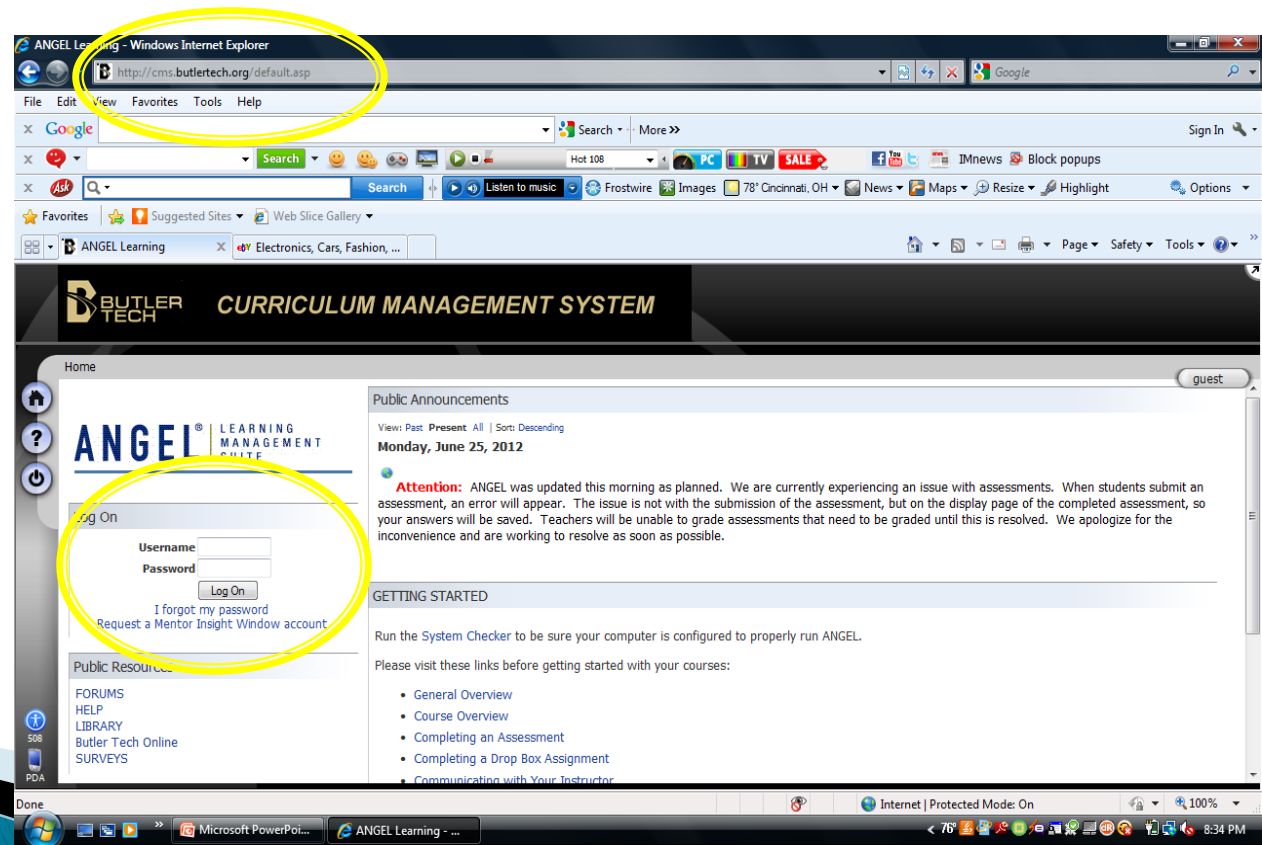 ANGEL Learning - Windows Internet Explorer
http://cms.butlertech.org/default.asp
Google
File Edit View Favorites Tools Help
x Google Search More >> Sign In
x Search Hot 108 PC You TV SALE IMnews Block popups
x Ask Search Listen to music Frostwire Images 78° Cincinnati, OH News Maps Resize Highlight Options
Favorites Suggested Sites Web Slice Gallery
ANGEL Learning x Electronics, Cars, Fashion, ... Page Safety Tools
BUTLER TECH CURRICULUM MANAGEMENT SYSTEM
Home
guest
ANGEL® LEARNING
MANAGEMENT
SUITE
Log On
Username
Password
Log On
I forgot my password
Request a Mentor Insight Window account
Public Resources
FORUMS
HELP
LIBRARY
Butler Tech Online
SURVEYS
508
PDA
Public Announcements
View: Past Present All | Sort: Descending
Monday, June 25, 2012
Attention: ANGEL was updated this morning as planned. We are currently experiencing an issue with assessments. When students submit an
assessment, an error will appear. The issue is not with the submission of the assessment, but on the display page of the completed assessment, so
your answers will be saved. Teachers will be unable to grade assessments that need to be graded until this is resolved. We apologize for the
inconvenience and are working to resolve as soon as possible.
GETTING STARTED
Run the System Checker to be sure your computer is configured to properly run ANGEL.
Please visit these links before getting started with your courses:
• General Overview
• Course Overview
• Completing an Assessment
• Completing a Drop Box Assignment
• Communicating with Your Instructor
Done Internet | Protected Mode: On 100%
Microsoft PowerPoi... ANGEL Learning - ... 76° 8:34 PM